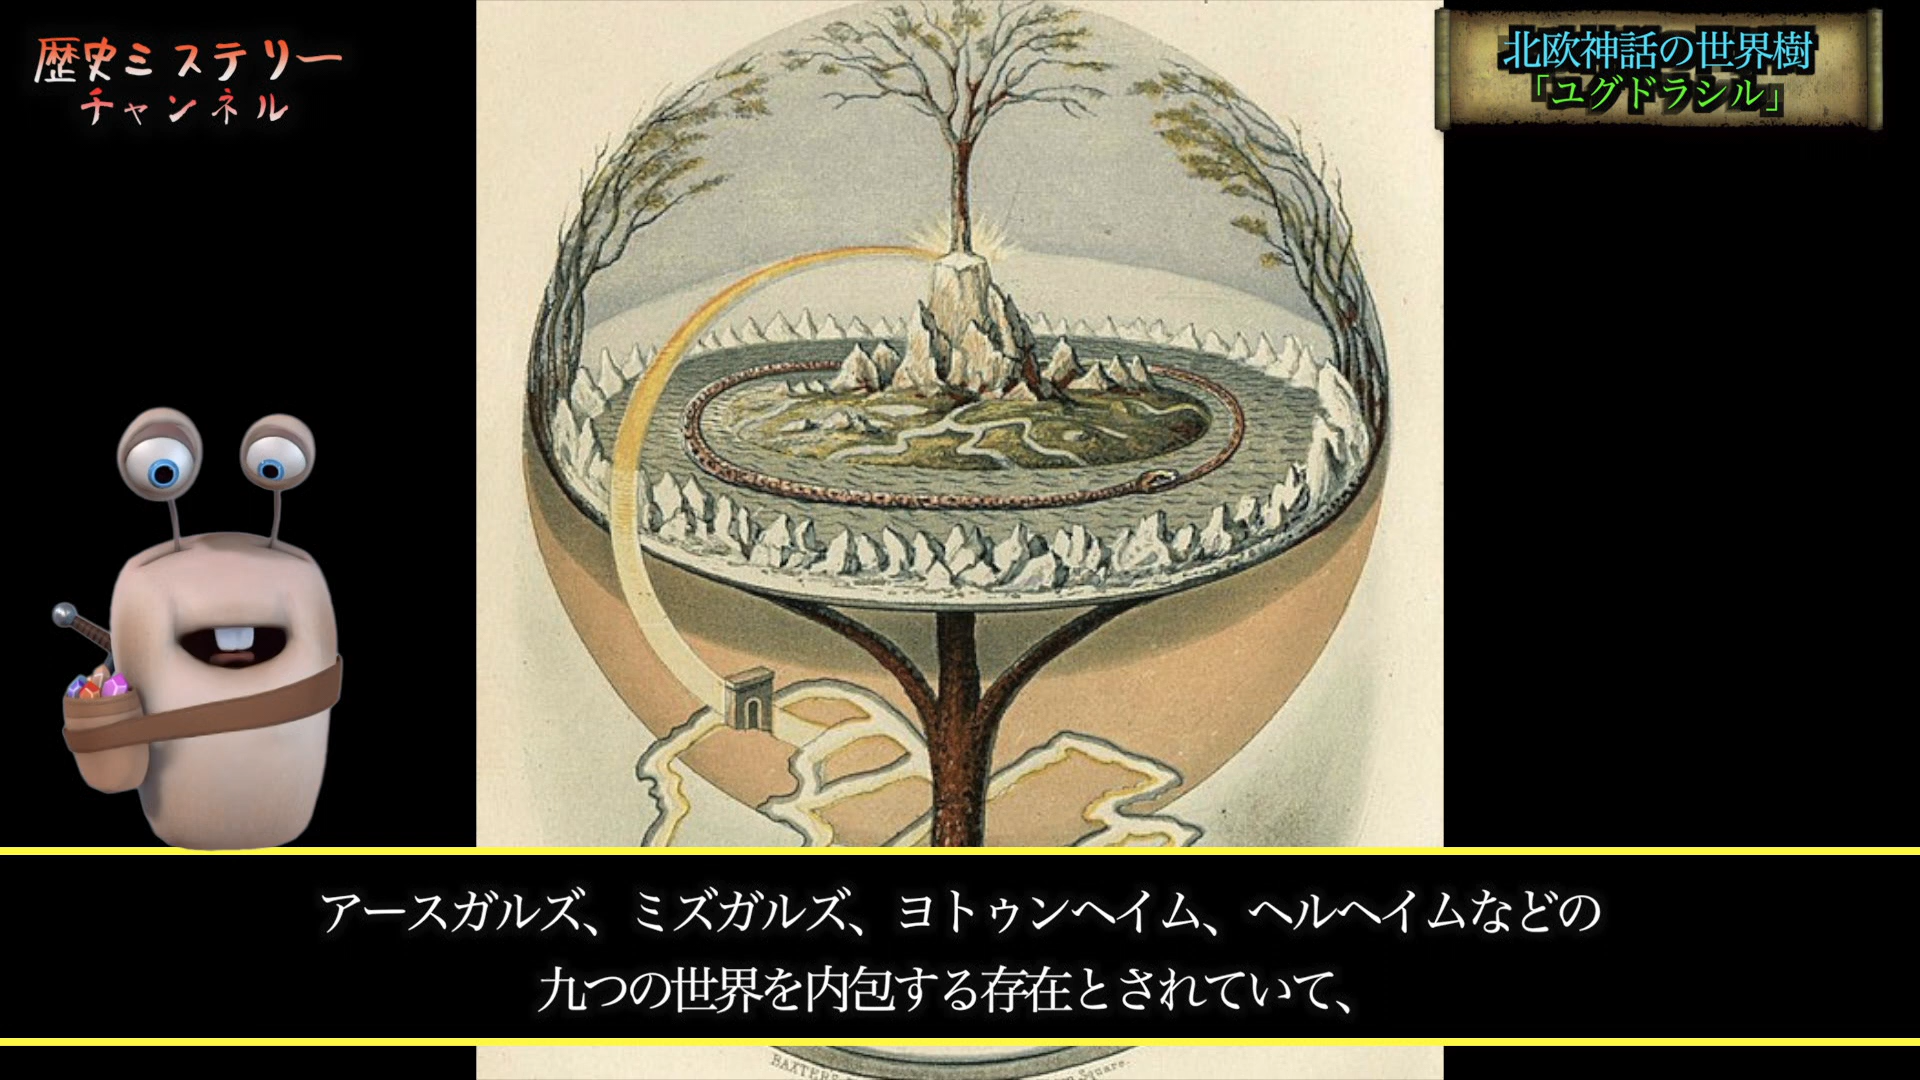 歴史ミステリー
チャンネル
北欧神話の世界樹
「ユグドラシル」
アースガルズ、ミズガルズ、ヨトゥンヘイム、ヘルヘイムなどの
九つの世界を内包する存在とされていて、
BAXTER'S
Square.